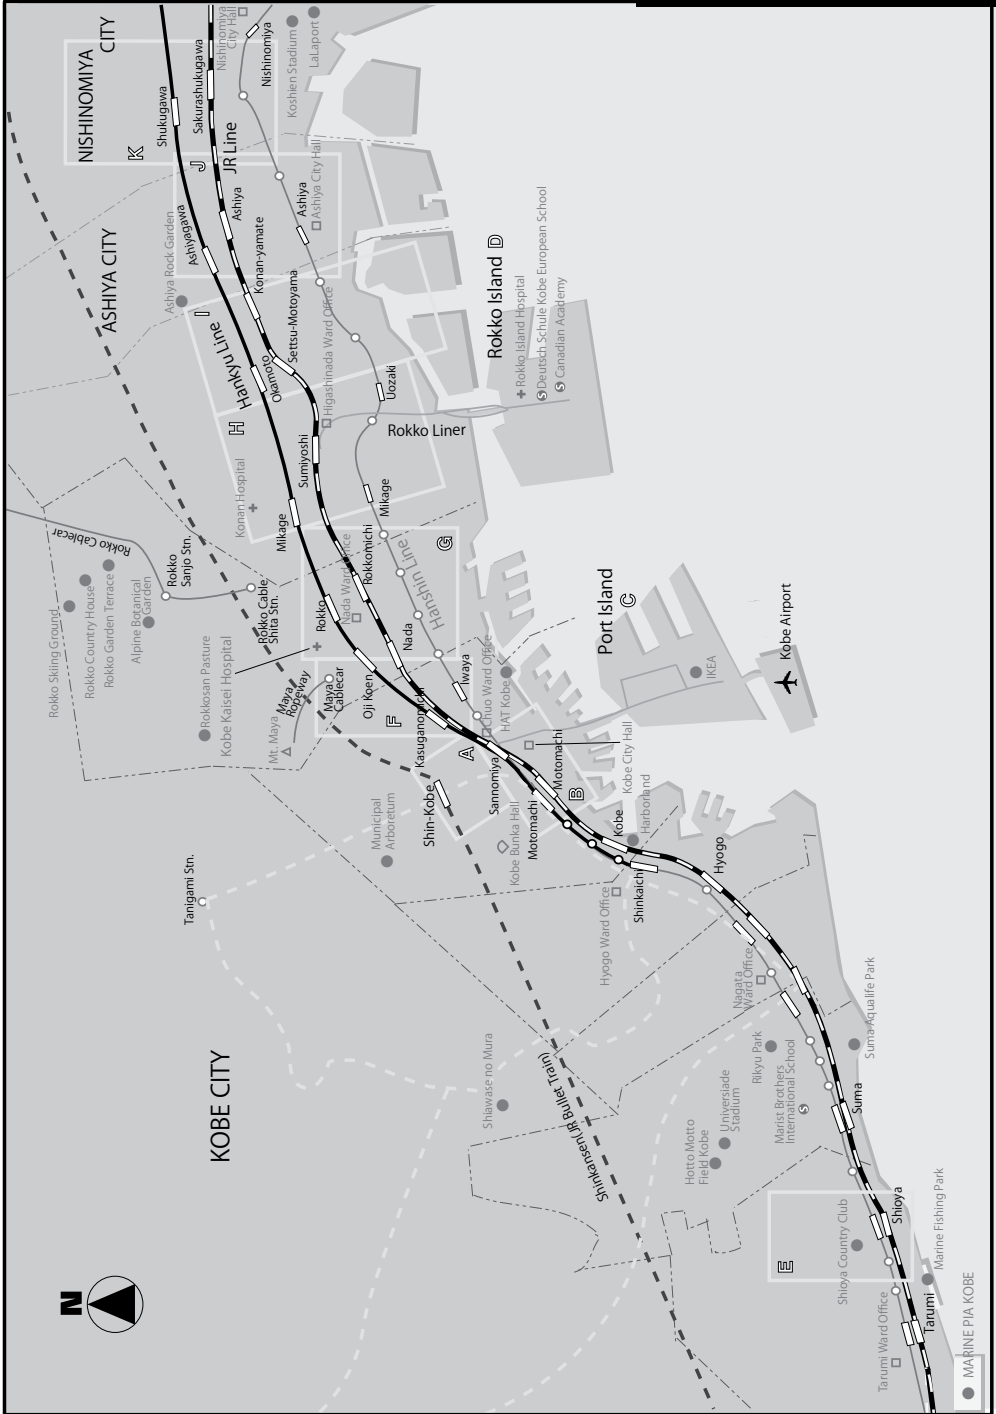 N
KOBE CITY
ASHIYA CITY
NISHINOMIYA
CITY
Shukugawa
Sakurashukugawa
Nishinomiya
City Hall
Nishinomiya
Koshien Stadium
LaLaport
K
J
JR Line
Ashiya Rock Garden
Ashiyagawa
Ashiya
Ashiya
Ashiya City Hall
Konan-yamate
I
Hankyu Line
Okamoto
Settsu-Motoyama
Higashinada Ward Office
Uozaki
Rokko Liner
Rokko Island D
Rokko Island Hospital
S Deutsch Schule Kobe European School
S Canadian Academy
H
Konan Hospital
Sumiyoshi
Mikage
Mikage
Rokko Cablecar
Rokko
Sanjo Stn.
Rokko Cable
Shita Stn.
Rokko Skiing Ground
Rokko Country House
Rokko Garden Terrace
Alpine Botanical
Garden
Rokkosan Pasture
Kobe Kaisei Hospital
Mt. Maya
Maya
Ropeway
Maya
Cablecar
Rokko
Nada Ward Office
Rokkomichi
G
Hanshin Line
Nada
Oji Koen
F
Iwaya
Kasuganomichi
Chuo Ward Office
HAT Kobe
A
Sannomiya
Shin-Kobe
Port Island
C
IKEA
Kobe Airport
Motomachi
B
Kobe City Hall
Motomachi
Kobe Bunka Hall
Kobe
Harborland
Municipal
Arboretum
Tanigami Stn.
Shinkaichi
Hyogo
Hyogo Ward Office
Nagata
Ward Office
Shiawase no Mura
Shinkansen(JR Bullet Train)
Rikyu Park
Suma Aqualife Park
Marist Brothers
International School
S
Universiade
Stadium
Hotto Motto
Field Kobe
Suma
E
Shioya
Shioya Country Club
Marine Fishing Park
Tarumi
Tarumi Ward Office
MARINE PIA KOBE